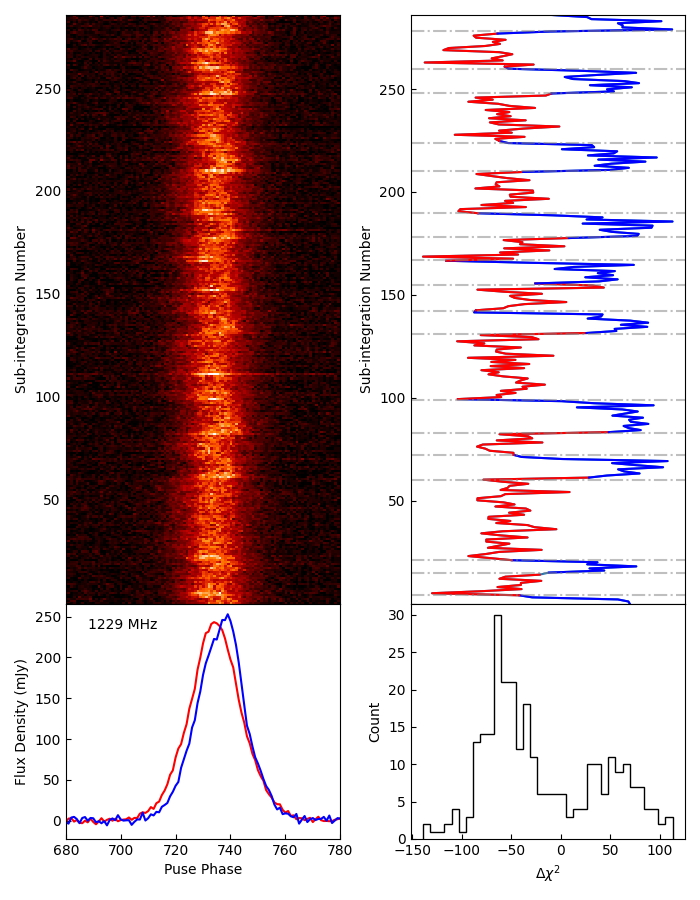 250
200
150
100
50
Sub-integration Number
250
200
150
100
50
Sub-integration Number
1229 MHz
250
200
150
100
50
0
Flux Density (mJy)
680 700 720 740 760 780
Puse Phase
30
25
20
15
10
5
0
Count
−150 −100 −50 0 50 100
Δχ²